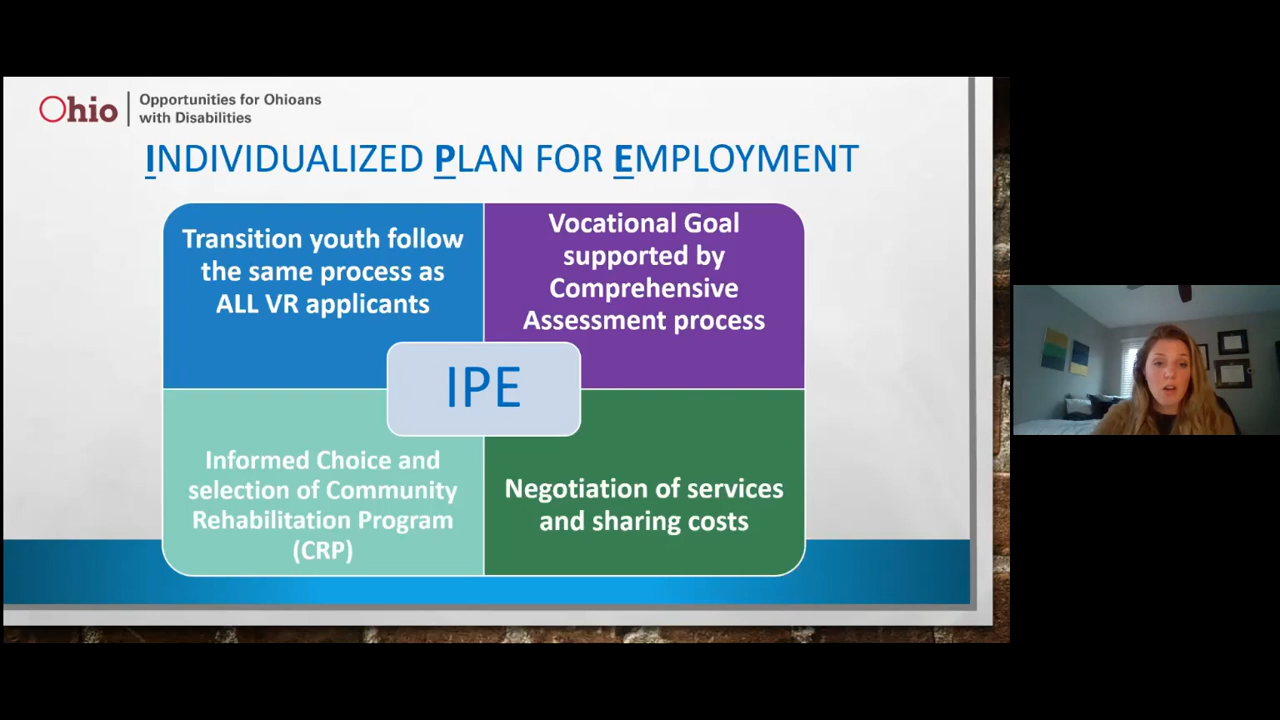 Ohio
Opportunities for Ohioans
with Disabilities
INDIVIDUALIZED PLAN FOR EMPLOYMENT
Transition youth follow
the same process as
ALL VR applicants
Vocational Goal
supported by
Comprehensive
Assessment process
IPE
Informed Choice and
selection of Community
Rehabilitation Program
(CRP)
Negotiation of services
and sharing costs